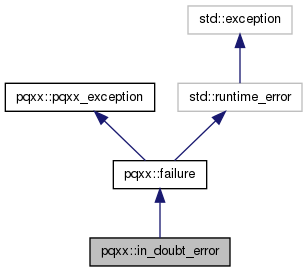 std::exception
pqxx::pqxx_exception
std::runtime_error
pqxx::failure
pqxx::in_doubt_error